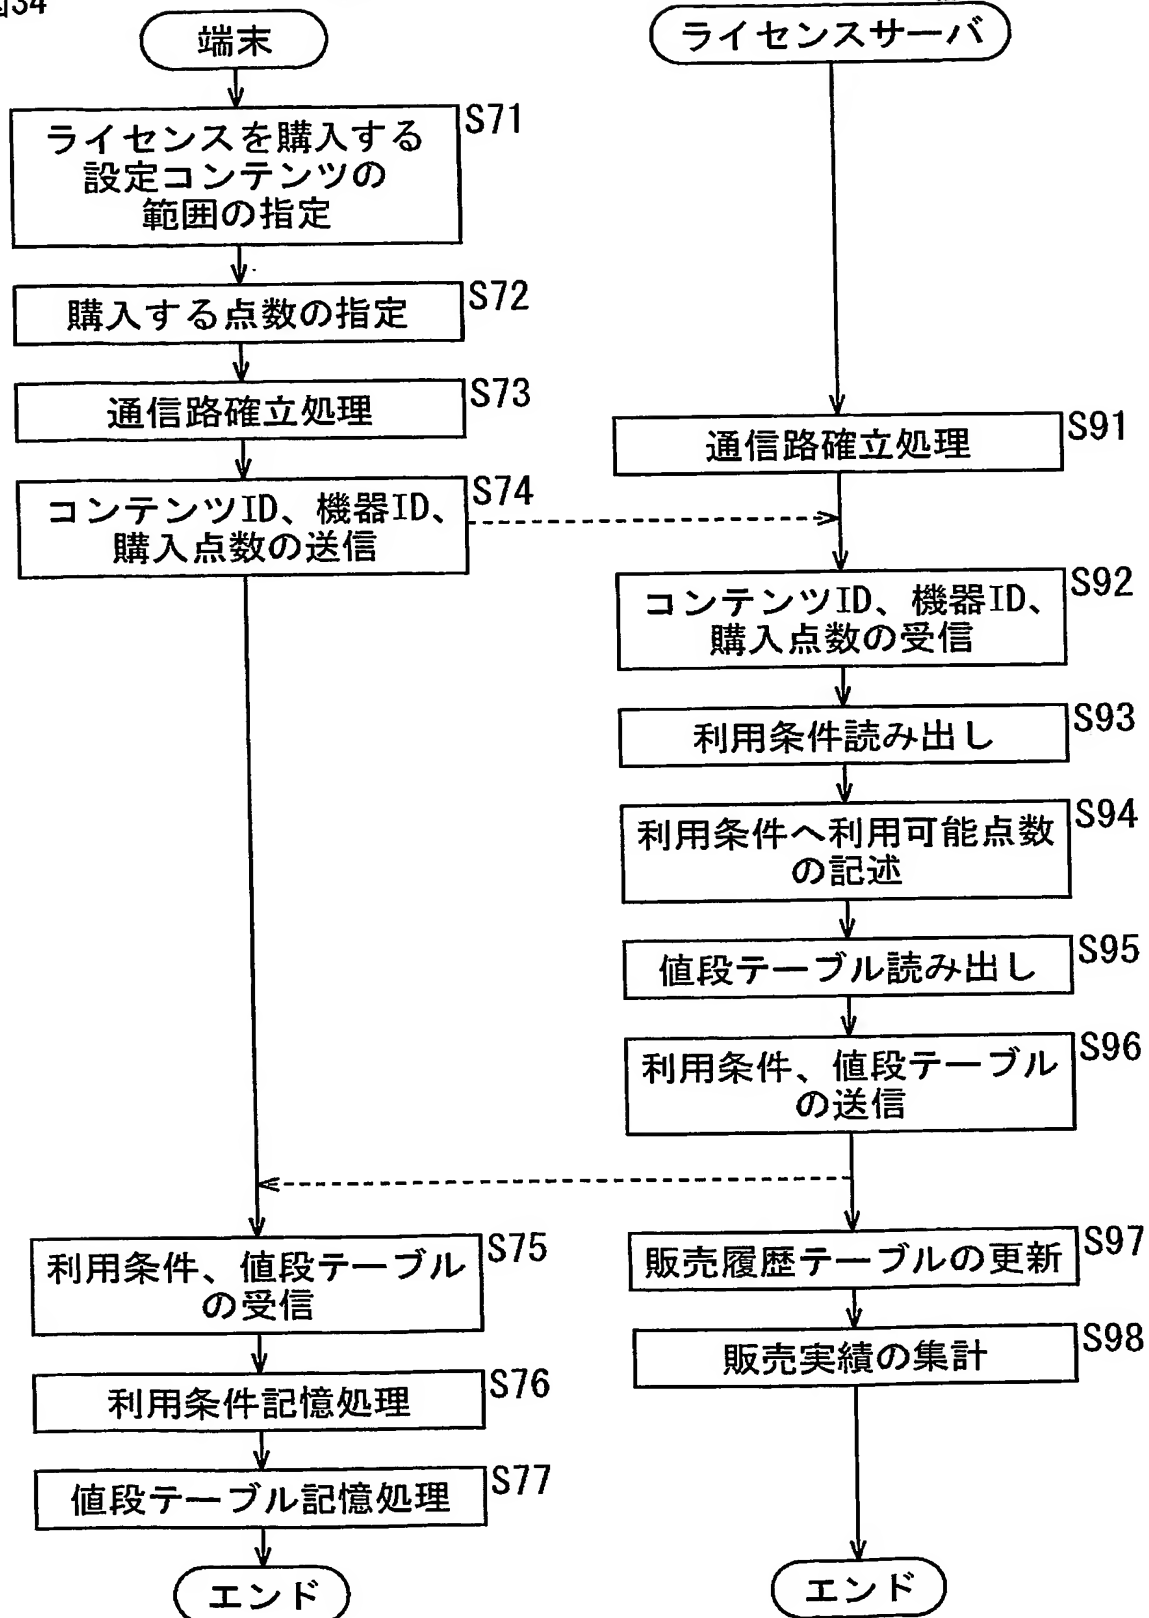 図34
端末
S71
ライセンスを購入する
設定コンテンツの
範囲の指定
S72
購入する点数の指定
S73
通信路確立処理
S74
コンテンツID、機器ID、
購入点数の送信
S75
利用条件、値段テーブル
の受信
S76
利用条件記憶処理
S77
値段テーブル記憶処理
エンド
ライセンスサーバ
S91
通信路確立処理
S92
コンテンツID、機器ID、
購入点数の受信
S93
利用条件読み出し
S94
利用条件へ利用可能点数
の記述
S95
値段テーブル読み出し
S96
利用条件、値段テーブル
の送信
S97
販売履歴テーブルの更新
S98
販売実績の集計
エンド